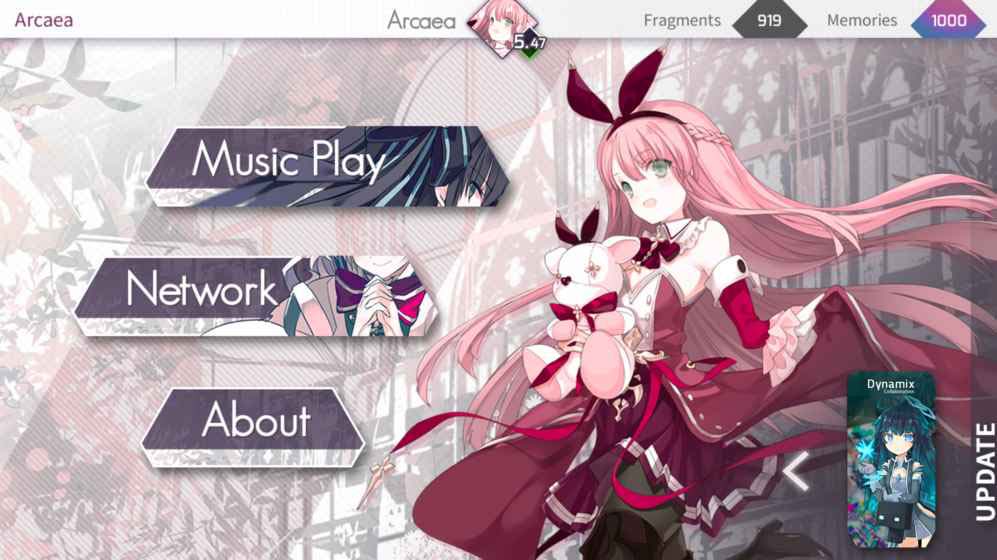 Arcaea
Arcaea
5.47
Fragments
919
Memories
1000
Music Play
Network
About
Dynamix
Collaboration
UPDATE